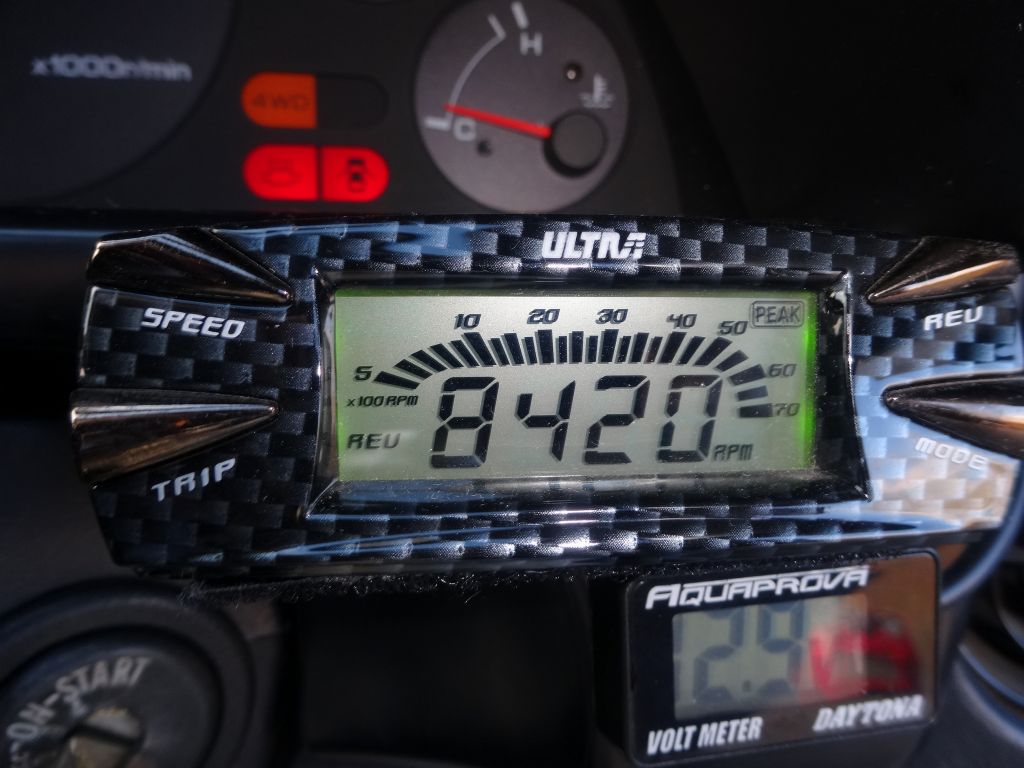 x1000r/min
4WD
H
C
ULTRA
SPEED
REV
5 10 20 30 40 50 60 70
PEAK
x100 RPM
REV
8420 RPM
TRIP
MODE
AQUAPROVA
12.9
VOLT METER
DAYTONA
ON-START